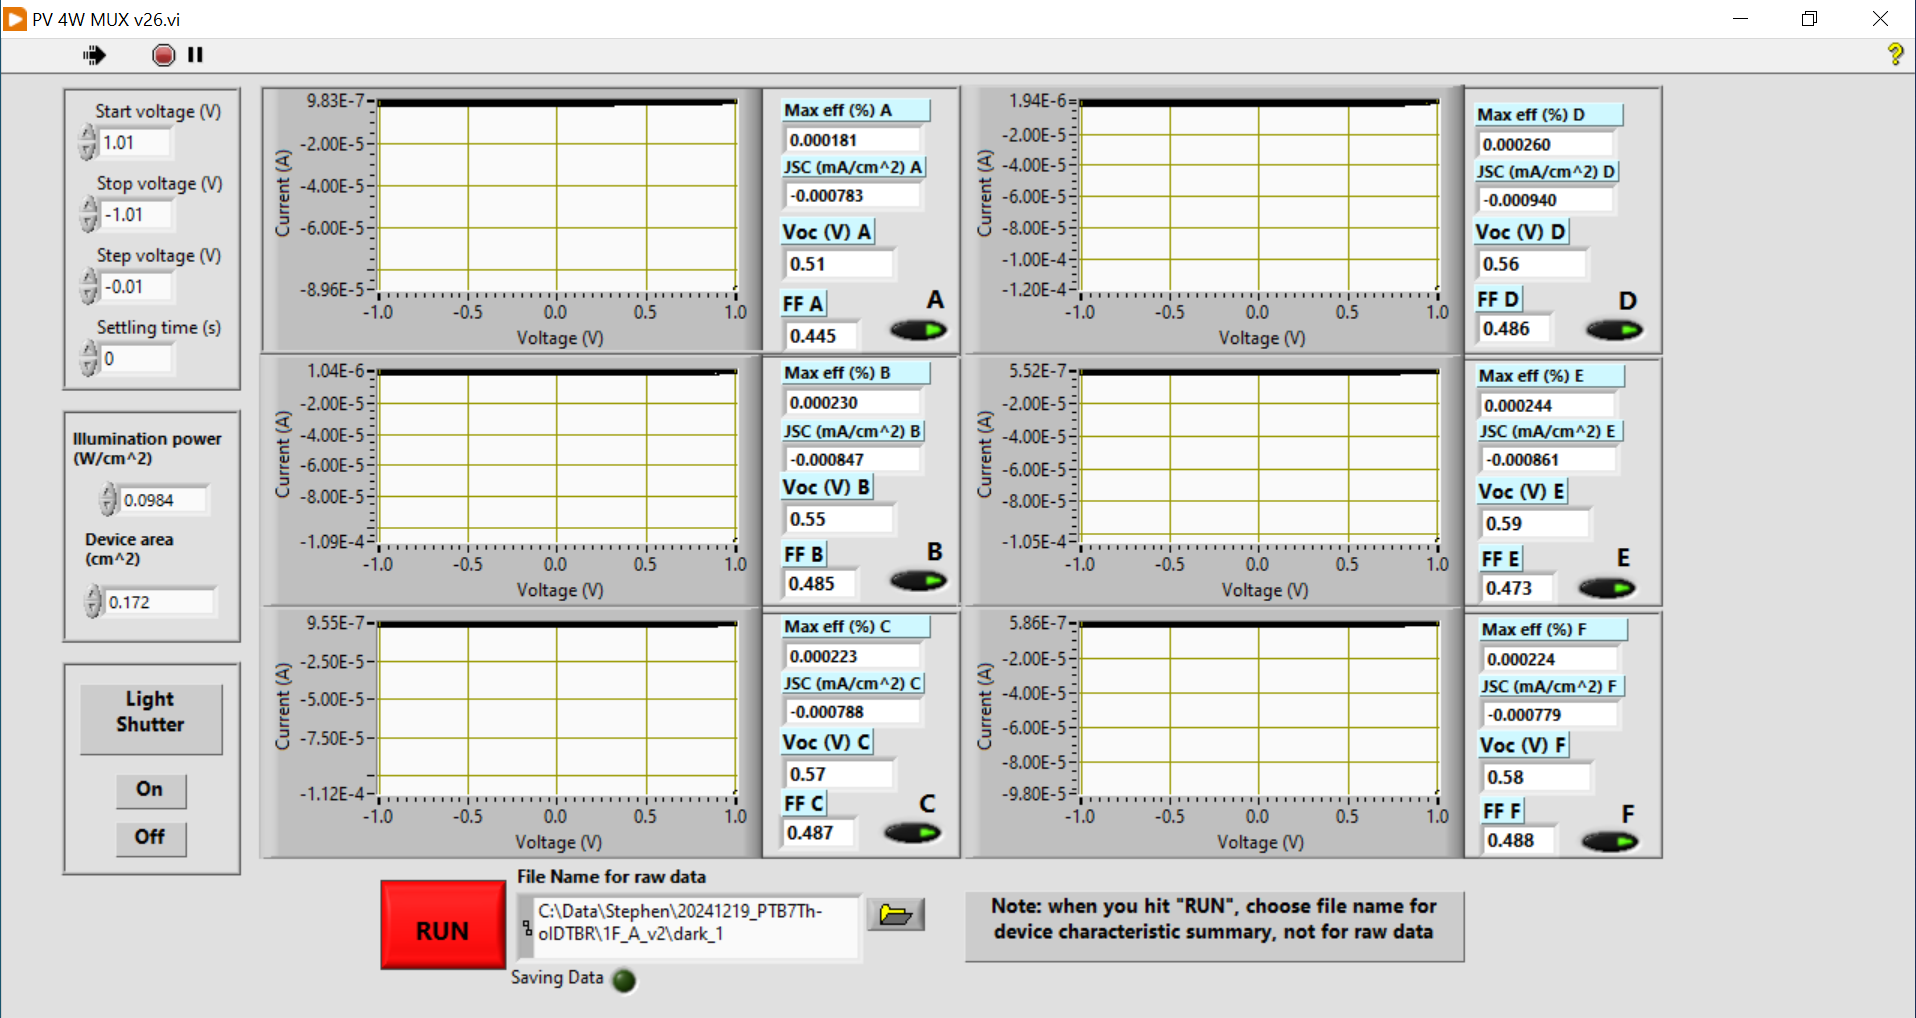 PV 4W MUX v26.vi
Start voltage (V)
1.01
Stop voltage (V)
-1.01
Step voltage (V)
-0.01
Settling time (s)
0
Illumination power
(W/cm^2)
0.0984
Device area
(cm^2)
0.172
Light
Shutter
On
Off
Current (A)
9.83E-7
-2.00E-5
-4.00E-5
-6.00E-5
-8.96E-5
-1.0 -0.5 0.0 0.5 1.0
Voltage (V)
Max eff (%) A
0.000181
JSC (mA/cm^2) A
-0.000783
Voc (V) A
0.51
FF A
0.445
A
Current (A)
1.04E-6
-2.00E-5
-4.00E-5
-6.00E-5
-8.00E-5
-1.09E-4
-1.0 -0.5 0.0 0.5 1.0
Voltage (V)
Max eff (%) B
0.000230
JSC (mA/cm^2) B
-0.000847
Voc (V) B
0.55
FF B
0.485
B
Current (A)
9.55E-7
-2.50E-5
-5.00E-5
-7.50E-5
-1.12E-4
-1.0 -0.5 0.0 0.5 1.0
Voltage (V)
Max eff (%) C
0.000223
JSC (mA/cm^2) C
-0.000788
Voc (V) C
0.57
FF C
0.487
C
Current (A)
1.94E-6
-2.00E-5
-4.00E-5
-6.00E-5
-8.00E-5
-1.00E-4
-1.20E-4
-1.0 -0.5 0.0 0.5 1.0
Voltage (V)
Max eff (%) D
0.000260
JSC (mA/cm^2) D
-0.000940
Voc (V) D
0.56
FF D
0.486
D
Current (A)
5.52E-7
-2.00E-5
-4.00E-5
-6.00E-5
-8.00E-5
-1.05E-4
-1.0 -0.5 0.0 0.5 1.0
Voltage (V)
Max eff (%) E
0.000244
JSC (mA/cm^2) E
-0.000861
Voc (V) E
0.59
FF E
0.473
E
Current (A)
5.86E-7
-2.00E-5
-4.00E-5
-6.00E-5
-8.00E-5
-9.80E-5
-1.0 -0.5 0.0 0.5 1.0
Voltage (V)
Max eff (%) F
0.000224
JSC (mA/cm^2) F
-0.000779
Voc (V) F
0.58
FF F
0.488
F
RUN
File Name for raw data
C:\Data\Stephen\20241219_PTB7Th-
oIDTBR\1F_A_v2\dark_1
Saving Data
Note: when you hit "RUN", choose file name for
device characteristic summary, not for raw data